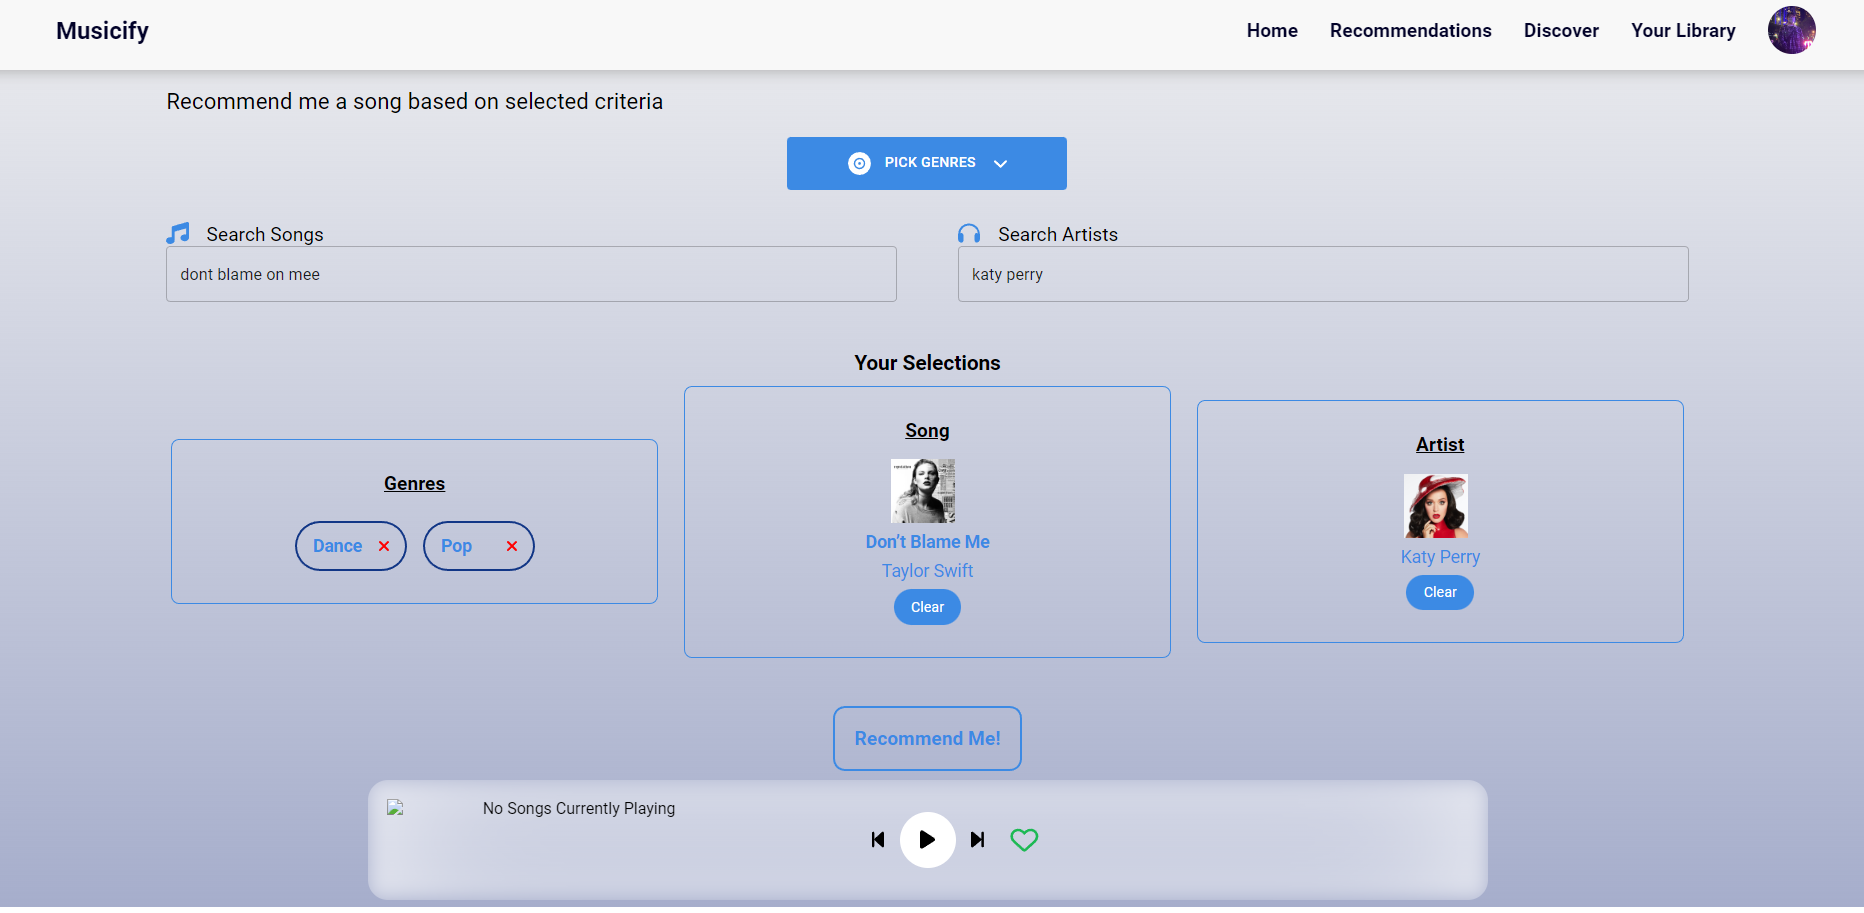 Musicify
Home Recommendations Discover Your Library
Recommend me a song based on selected criteria
PICK GENRES
Search Songs
dont blame on mee
Search Artists
katy perry
Your Selections
Genres
Dance Pop
Song
Don’t Blame Me
Taylor Swift
Clear
Artist
Katy Perry
Clear
Recommend Me!
No Songs Currently Playing